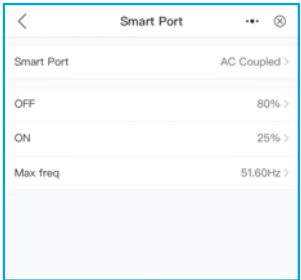 Smart Port
Smart Port AC Coupled >
OFF 80% >
ON 25% >
Max freq 51.60Hz >